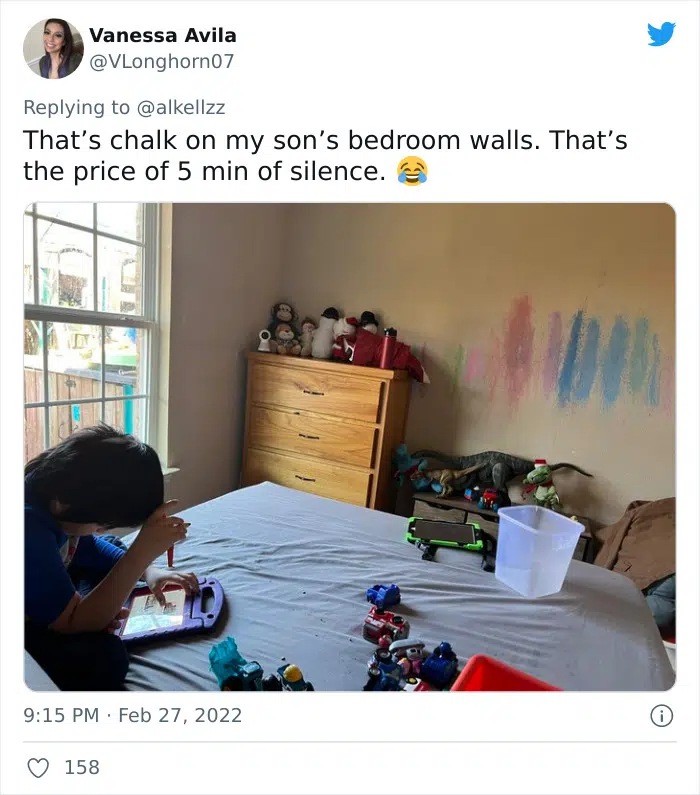 Vanessa Avila
@VLonghorn07
Replying to @alkellzz
That’s chalk on my son’s bedroom walls. That’s
the price of 5 min of silence. 😂
9:15 PM · Feb 27, 2022
158